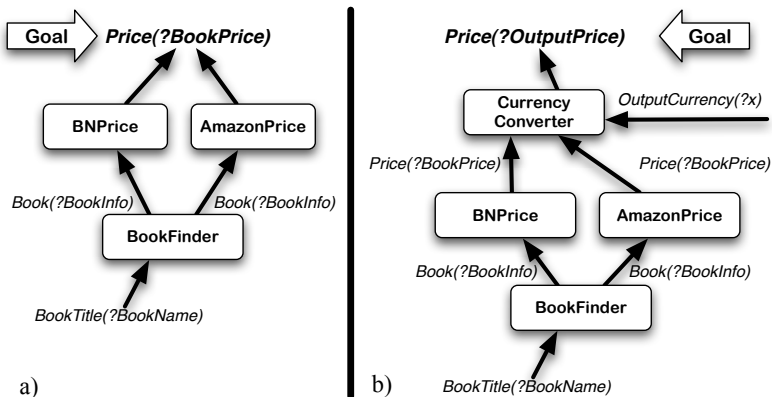 Goal
Price(?BookPrice)
BNPrice
AmazonPrice
Book(?BookInfo)
Book(?BookInfo)
BookFinder
BookTitle(?BookName)
a)
Price(?OutputPrice)
Goal
OutputCurrency(?x)
Currency
Converter
Price(?BookPrice)
Price(?BookPrice)
BNPrice
AmazonPrice
Book(?BookInfo)
Book(?BookInfo)
BookFinder
BookTitle(?BookName)
b)